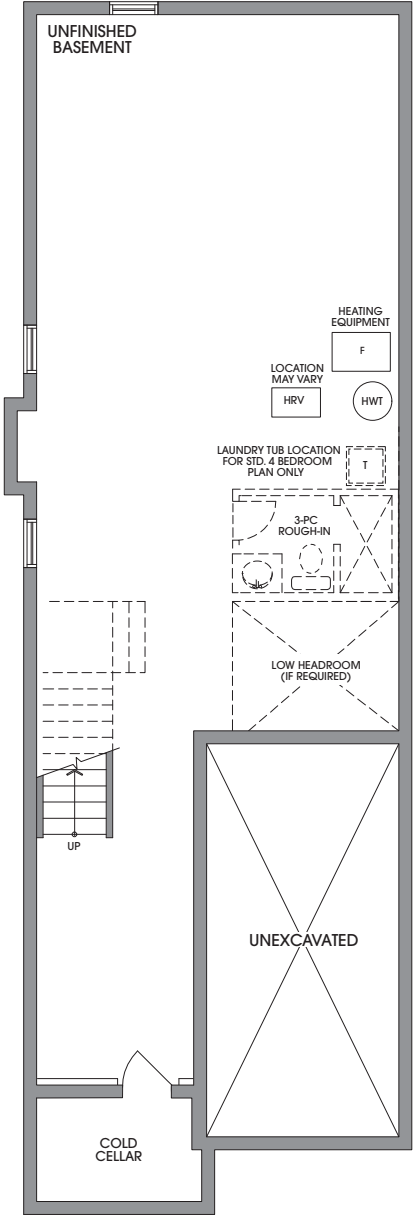 UNFINISHED
BASEMENT
HEATING
EQUIPMENT
F
LOCATION
MAY VARY
HRV
HWT
LAUNDRY TUB LOCATION
FOR STD. 4 BEDROOM
PLAN ONLY
T
3-PC
ROUGH-IN
LOW HEADROOM
(IF REQUIRED)
UP
UNEXCAVATED
COLD
CELLAR